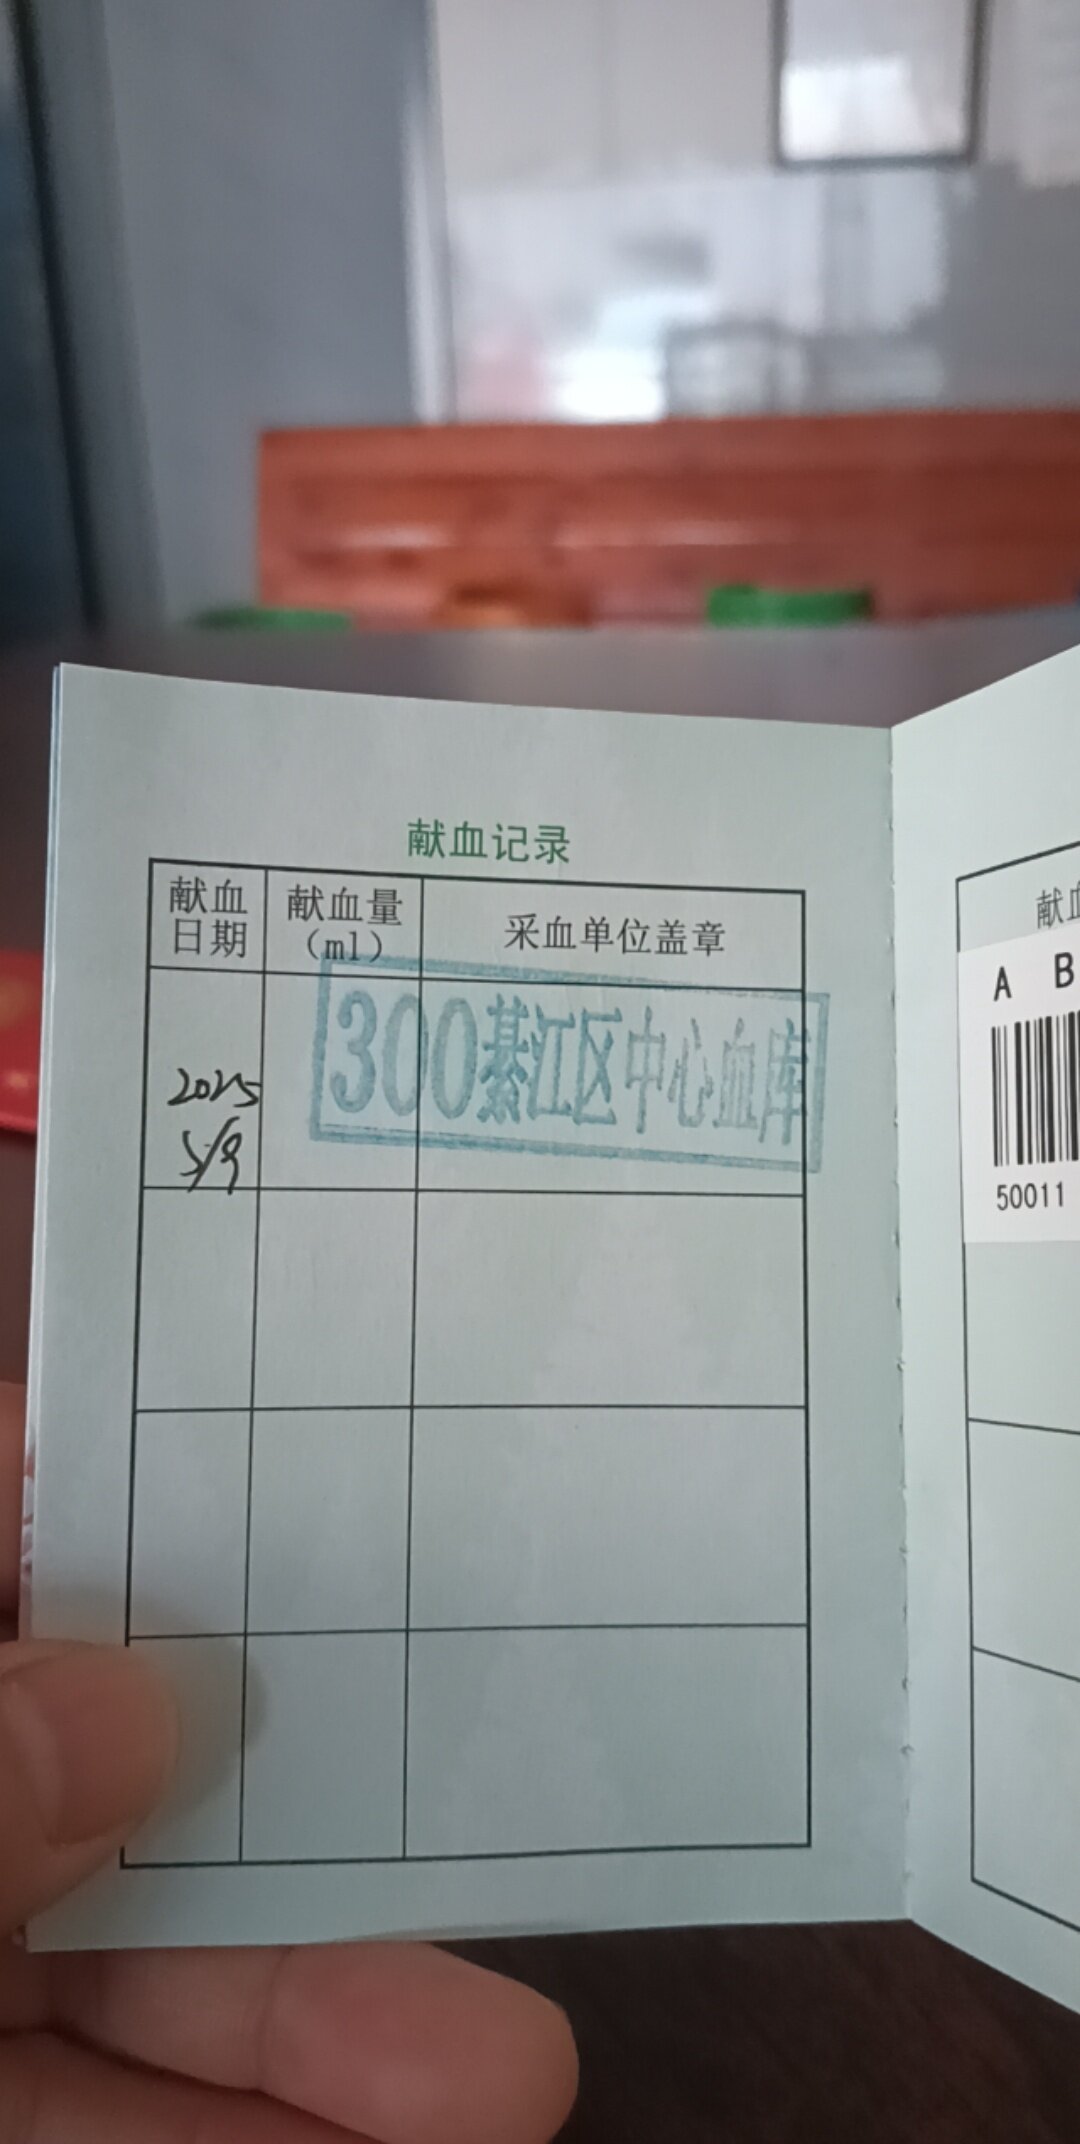 献血记录
献血日期
献血量（ml）
采血单位盖章
2025
5/9
300綦江区中心血库
献血
A B
50011